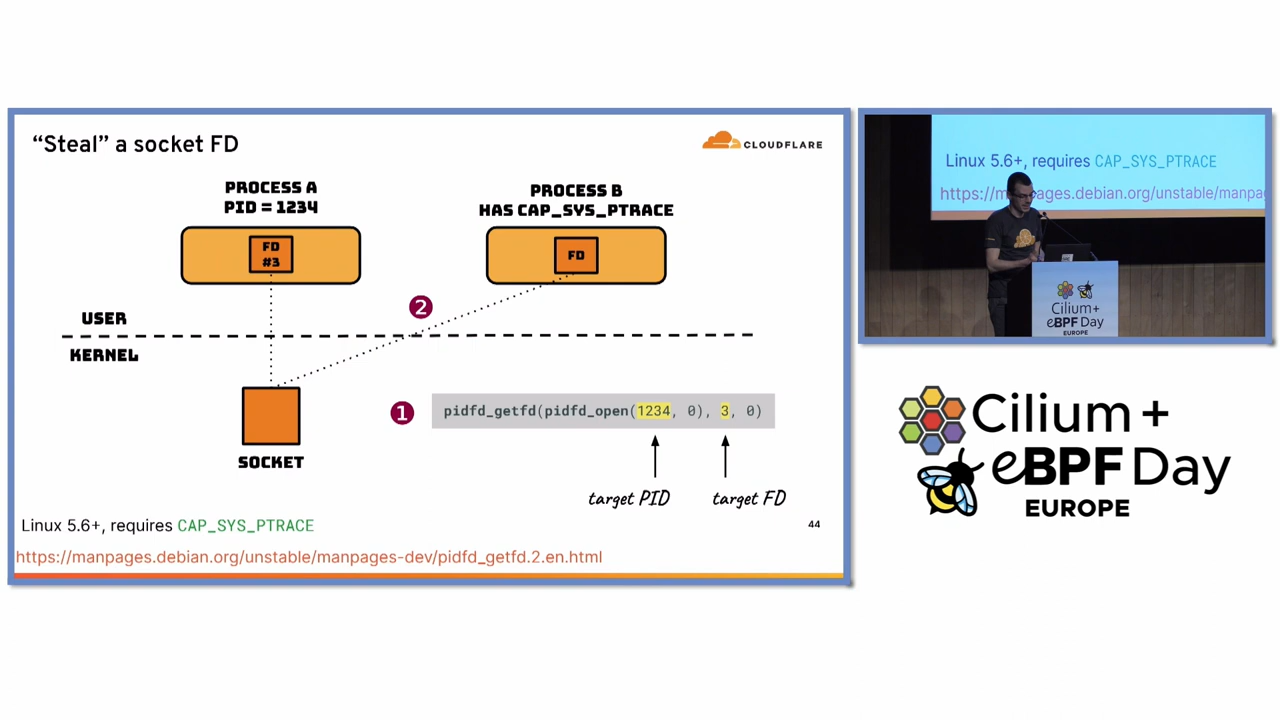 “Steal” a socket FD
CLOUDFLARE
PROCESS A
PID = 1234
PROCESS B
HAS CAP_SYS_PTRACE
FD
#3
FD
2
USER
KERNEL
1
pidfd_getfd(pidfd_open(1234, 0), 3, 0)
SOCKET
target PID
target FD
Linux 5.6+, requires CAP_SYS_PTRACE
44
https://manpages.debian.org/unstable/manpages-dev/pidfd_getfd.2.en.html
Linux 5.6+, requires CAP_SYS_PTRACE
https://m pages.debian.org/unstable/manpa
Cilium+
eBPF Day
EUROPE
Cilium +
eBPF Day
EUROPE